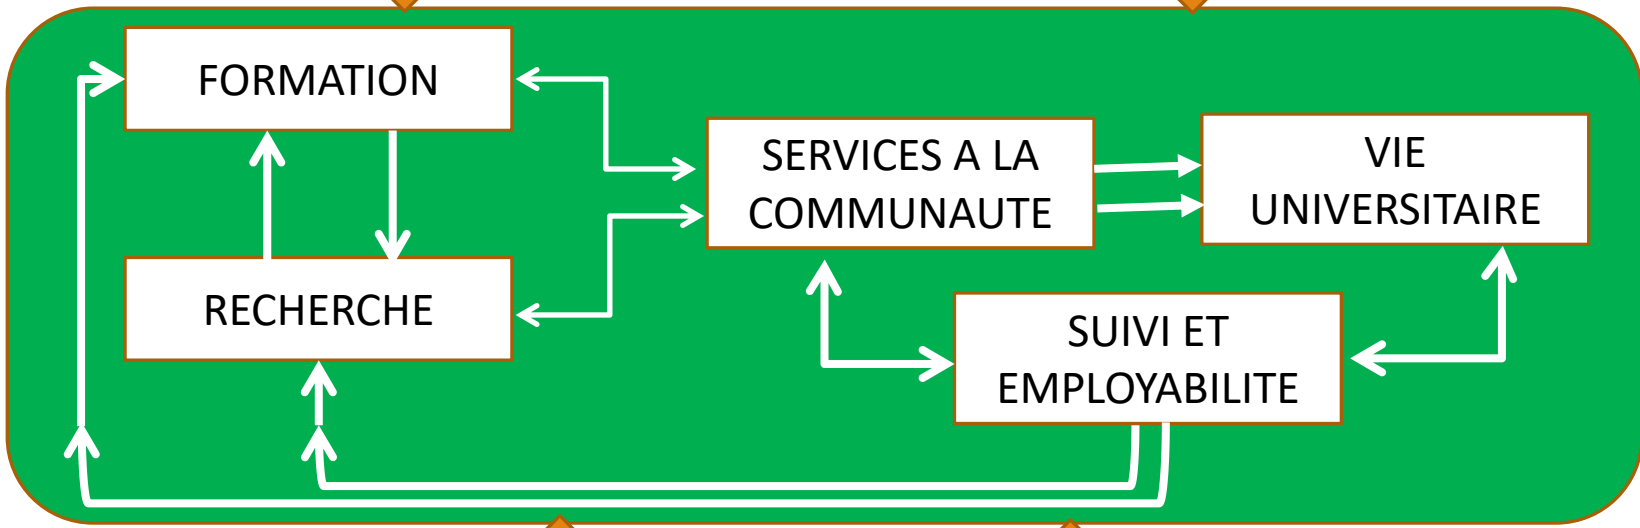 FORMATION
RECHERCHE
SERVICES A LA
COMMUNAUTE
VIE
UNIVERSITAIRE
SUIVI ET
EMPLOYABILITE